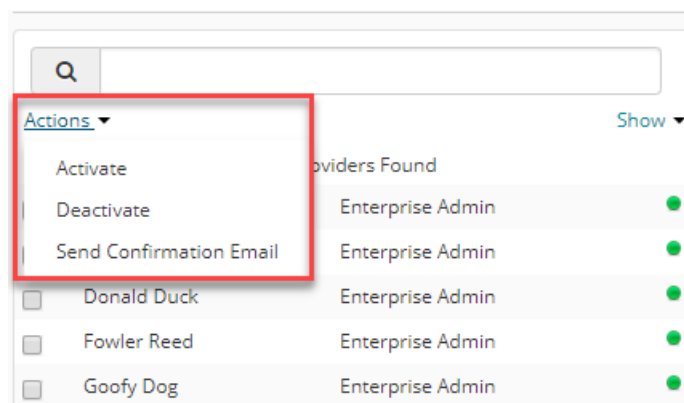 Actions Show
Activate
oviders Found
Deactivate Enterprise Admin
Send Confirmation Email Enterprise Admin
Donald Duck Enterprise Admin
Fowler Reed Enterprise Admin
Goofy Dog Enterprise Admin